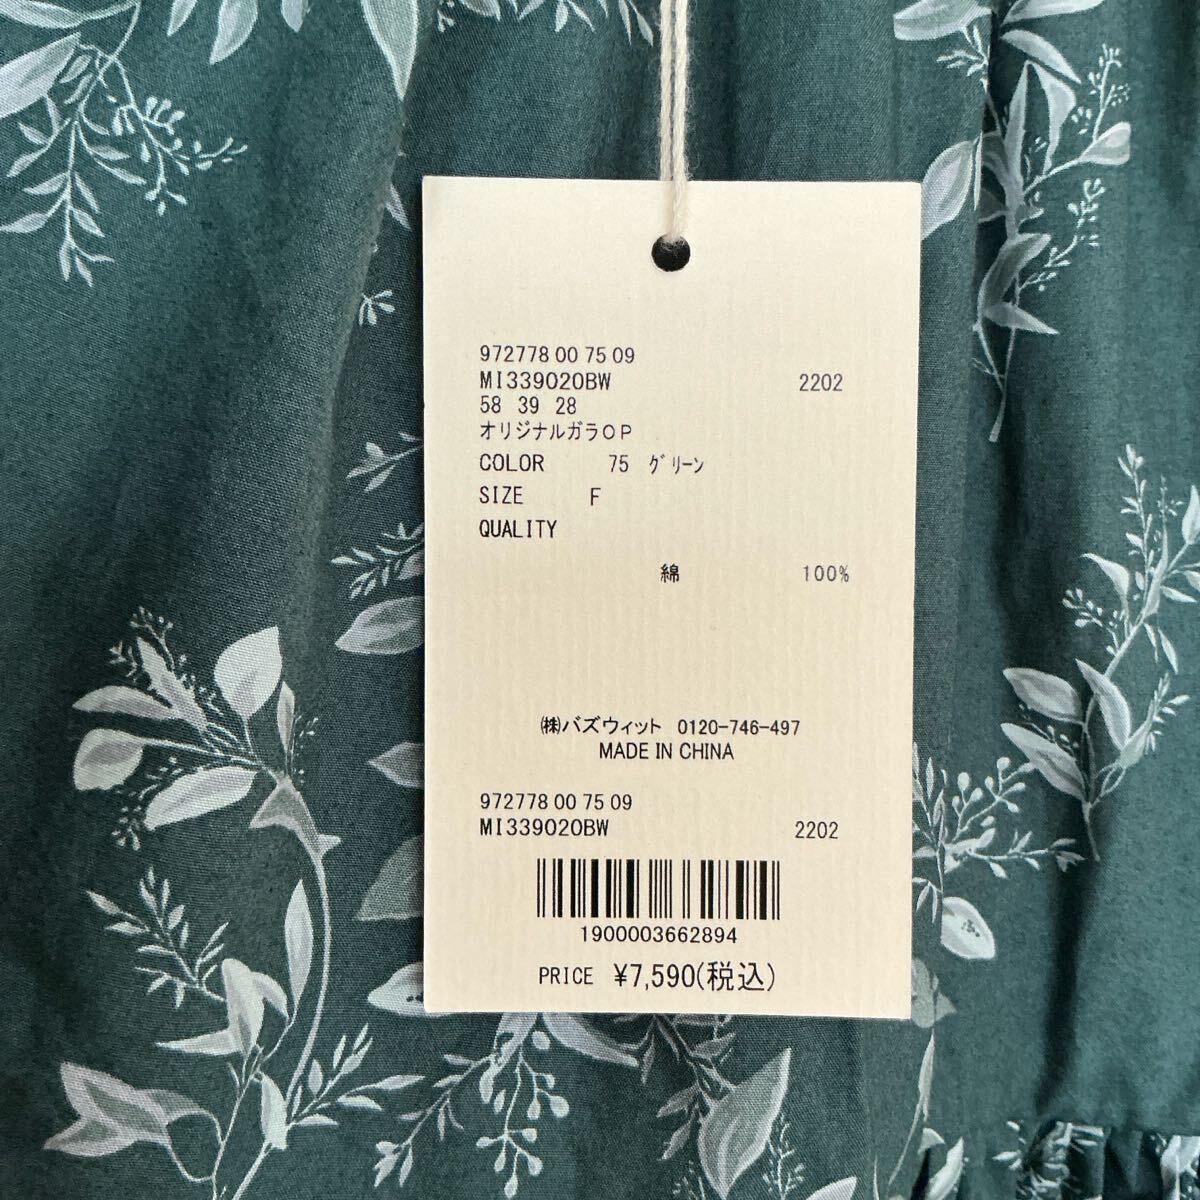 972778 00 75 09
MI339020BW 2202
58 39 28
オリジナルガラOP
COLOR 75 ｸﾞﾘｰﾝ
SIZE F
QUALITY
綿 100%
㈱バズウィット 0120-746-497
MADE IN CHINA
972778 00 75 09
MI339020BW 2202
1900003662894
PRICE ¥7,590(税込)